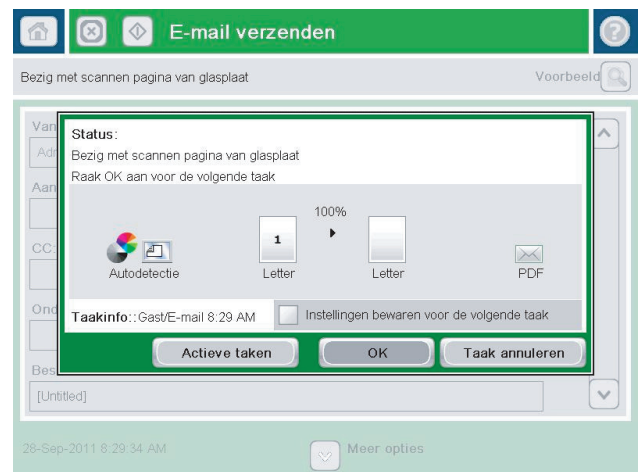 E-mail verzenden
Bezig met scannen pagina van glasplaat
Voorbeeld
Van
Adr
Status:
Bezig met scannen pagina van glasplaat
Raak OK aan voor de volgende taak
Aan
100%
1
CC:
Autodetectie
Letter
Letter
PDF
Ond
Taakinfo::Gast/E-mail 8:29 AM
Instellingen bewaren voor de volgende taak
Actieve taken
OK
Taak annuleren
Bes
[Untitled]
28-Sep-2011 8:29:34 AM
Meer opties